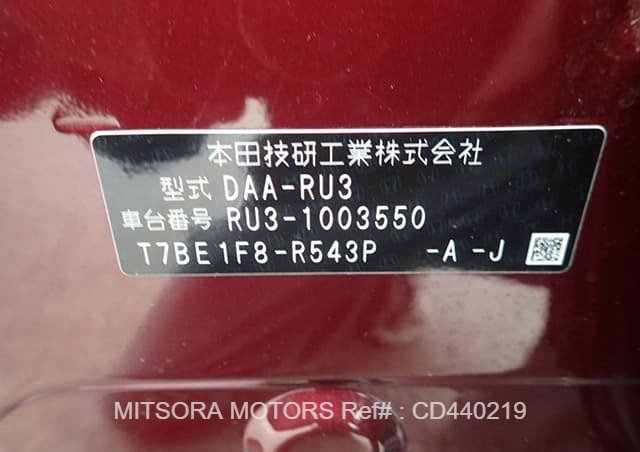 本田技研工業株式会社
型式 DAA-RU3
車台番号 RU3-1003550
T7BE1F8-R543P -A -J
MITSORA MOTORS Ref# : CD440219